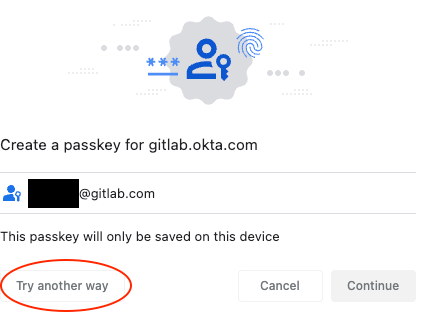 ***
Create a passkey for gitlab.okta.com
@gitlab.com
This passkey will only be saved on this device
Try another way
Cancel
Continue